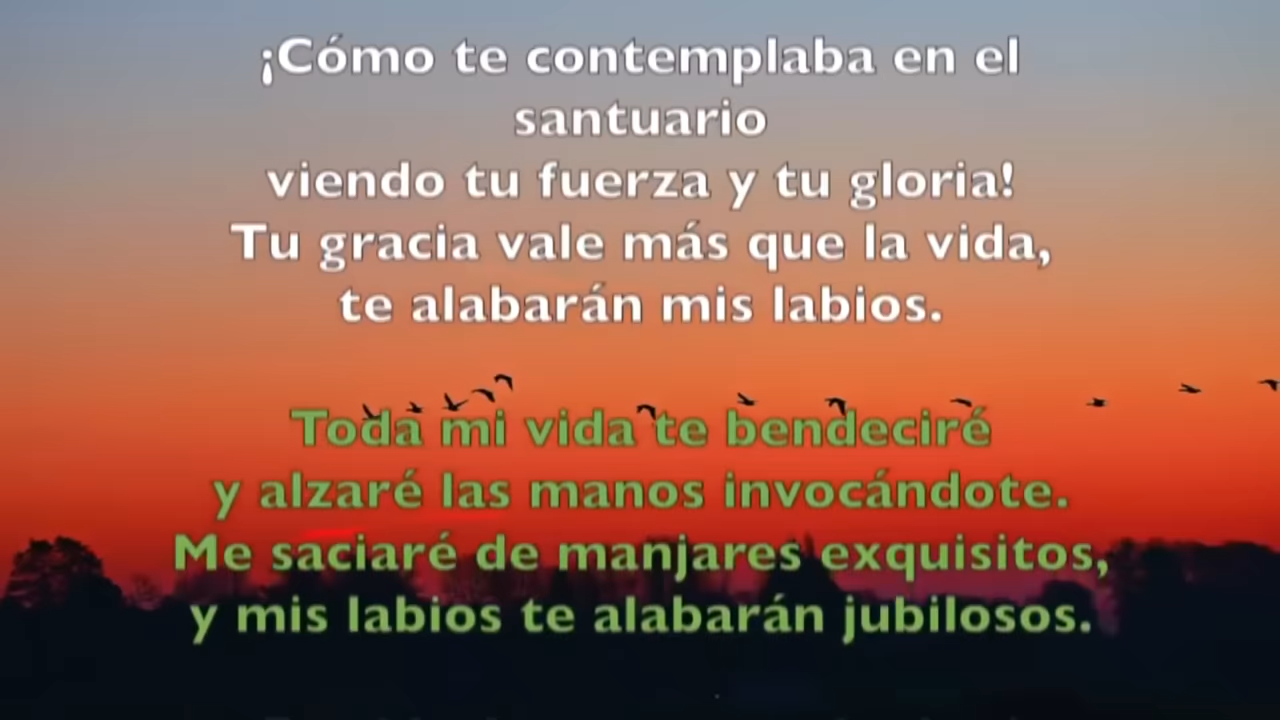 ¡Cómo te contemplaba en el
santuario
viendo tu fuerza y tu gloria!
Tu gracia vale más que la vida,
te alabarán mis labios.
Toda mi vida te bendeciré
y alzaré las manos invocándote.
Me saciaré de manjares exquisitos,
y mis labios te alabarán jubilosos.